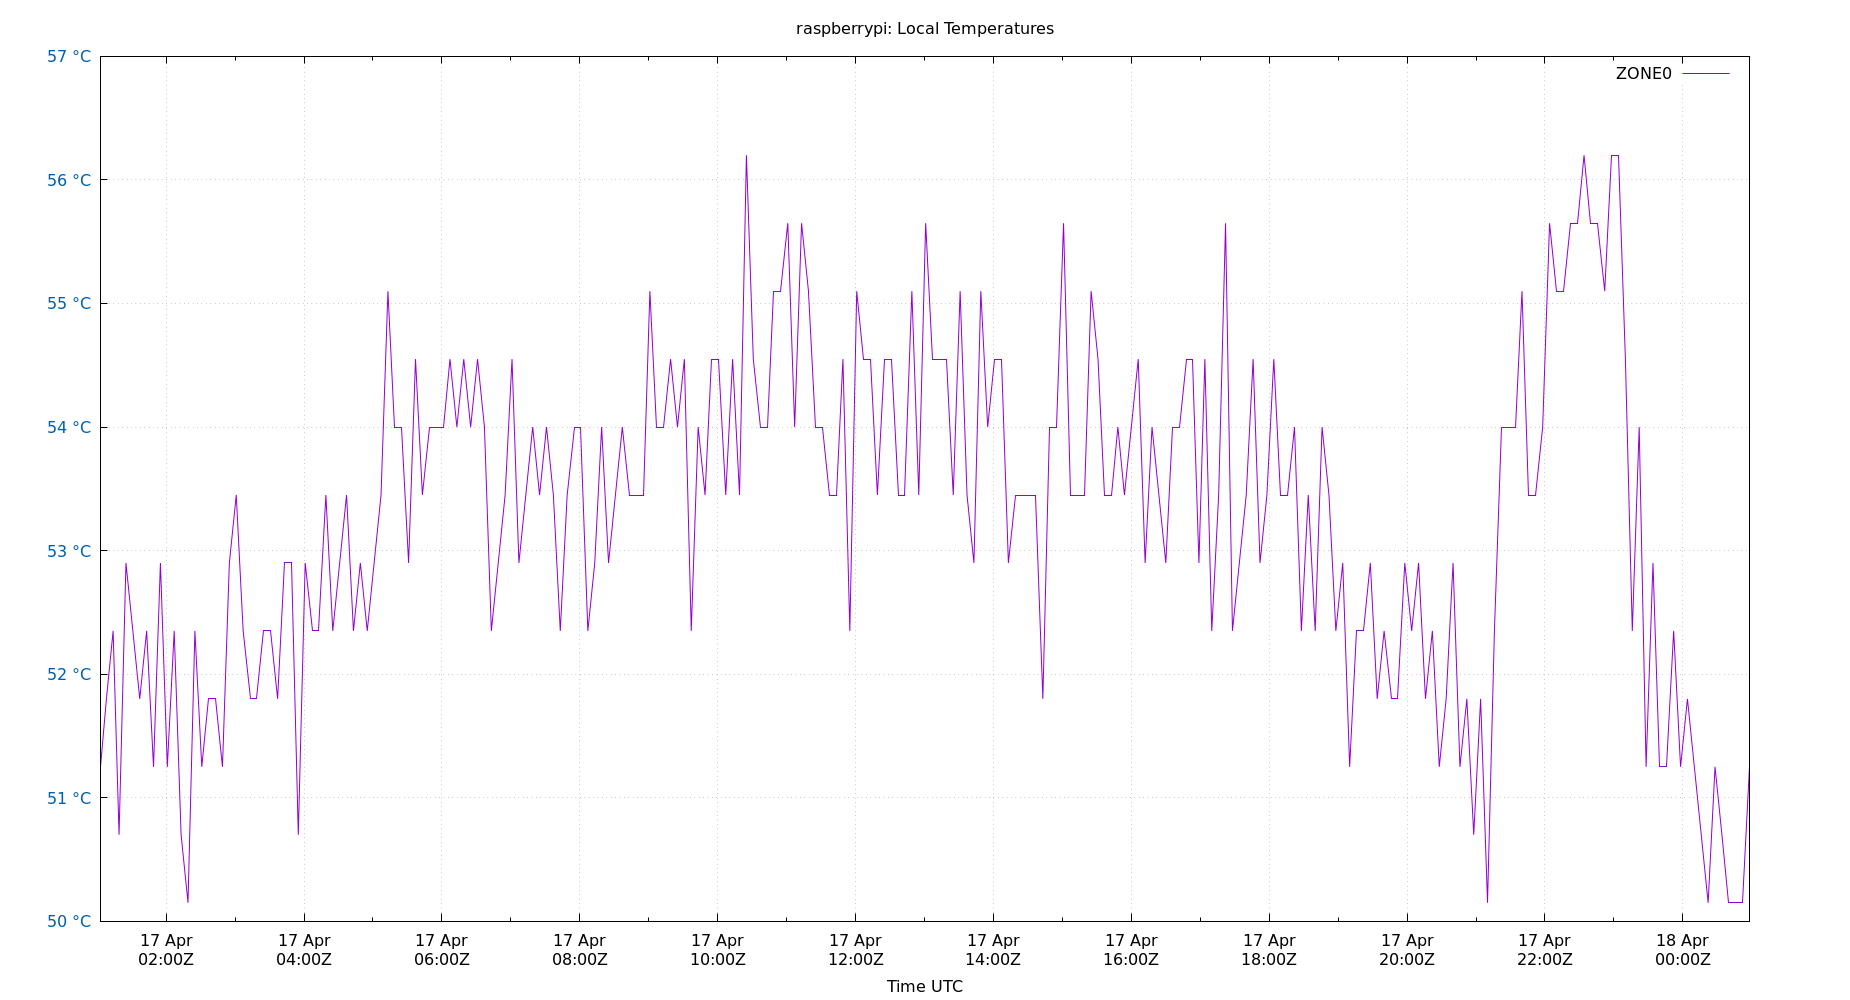 raspberrypi: Local Temperatures
57 °C
ZONE0
56 °C
55 °C
54 °C
53 °C
52 °C
51 °C
50 °C
17 Apr 17 Apr 17 Apr 17 Apr 17 Apr 17 Apr 17 Apr 17 Apr 17 Apr 17 Apr 17 Apr 18 Apr
02:00Z 04:00Z 06:00Z 08:00Z 10:00Z 12:00Z 14:00Z 16:00Z 18:00Z 20:00Z 22:00Z 00:00Z
Time UTC